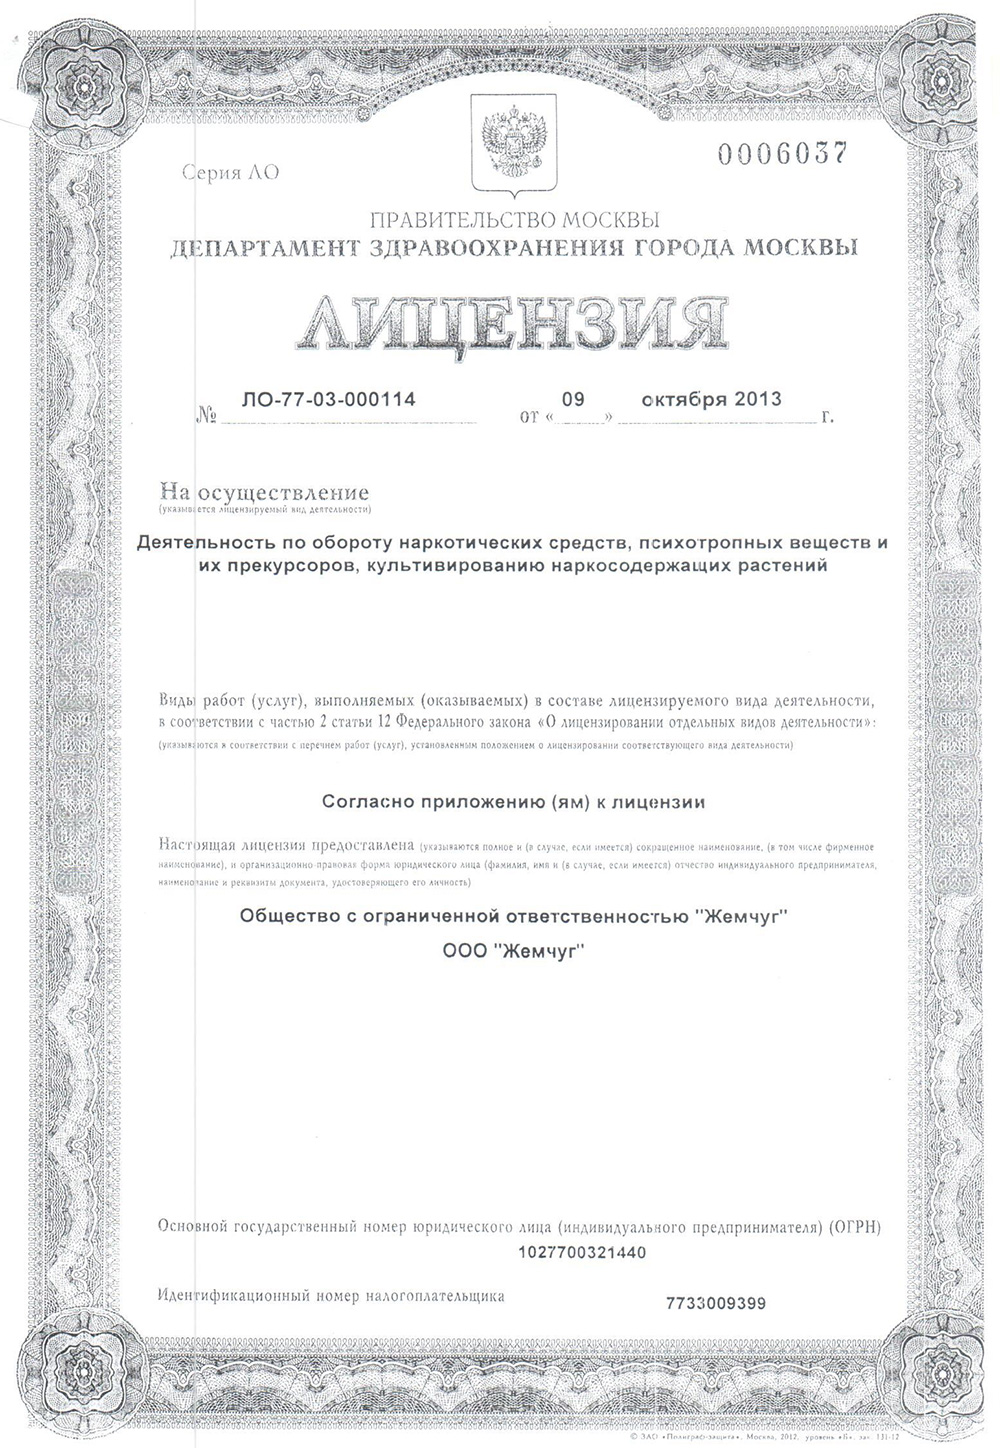 Серия ЛО
0006037
ПРАВИТЕЛЬСТВО МОСКВЫ
ДЕПАРТАМЕНТ ЗДРАВООХРАНЕНИЯ ГОРОДА МОСКВЫ
ЛИЦЕНЗИЯ
№ ЛО-77-03-000114 от « 09 » октября 2013 г.
На осуществление
(указывается лицензируемый вид деятельности)
Деятельность по обороту наркотических средств, психотропных веществ и
их прекурсоров, культивированию наркосодержащих растений
Виды работ (услуг), выполняемых (оказываемых) в составе лицензируемого вида деятельности,
в соответствии с частью 2 статьи 12 Федерального закона «О лицензировании отдельных видов деятельности»:
(указываются в соответствии с перечнем работ (услуг), установленным положением о лицензировании соответствующего вида деятельности)
Согласно приложению (ям) к лицензии
Настоящая лицензия предоставлена (указываются полное и (в случае, если имеется) сокращенное наименование, (в том числе фирменное
наименование), и организационно-правовая форма юридического лица (фамилия, имя и (в случае, если имеется) отчество индивидуального предпринимателя,
наименование и реквизиты документа, удостоверяющего его личность)
Общество с ограниченной ответственностью "Жемчуг"
ООО "Жемчуг"
Основной государственный номер юридического лица (индивидуального предпринимателя) (ОГРН)
1027700321440
Идентификационный номер налогоплательщика
7733009399
© ЗАО «Полиграф-защита», Москва, 2012, уровень «Б», за. 131-12